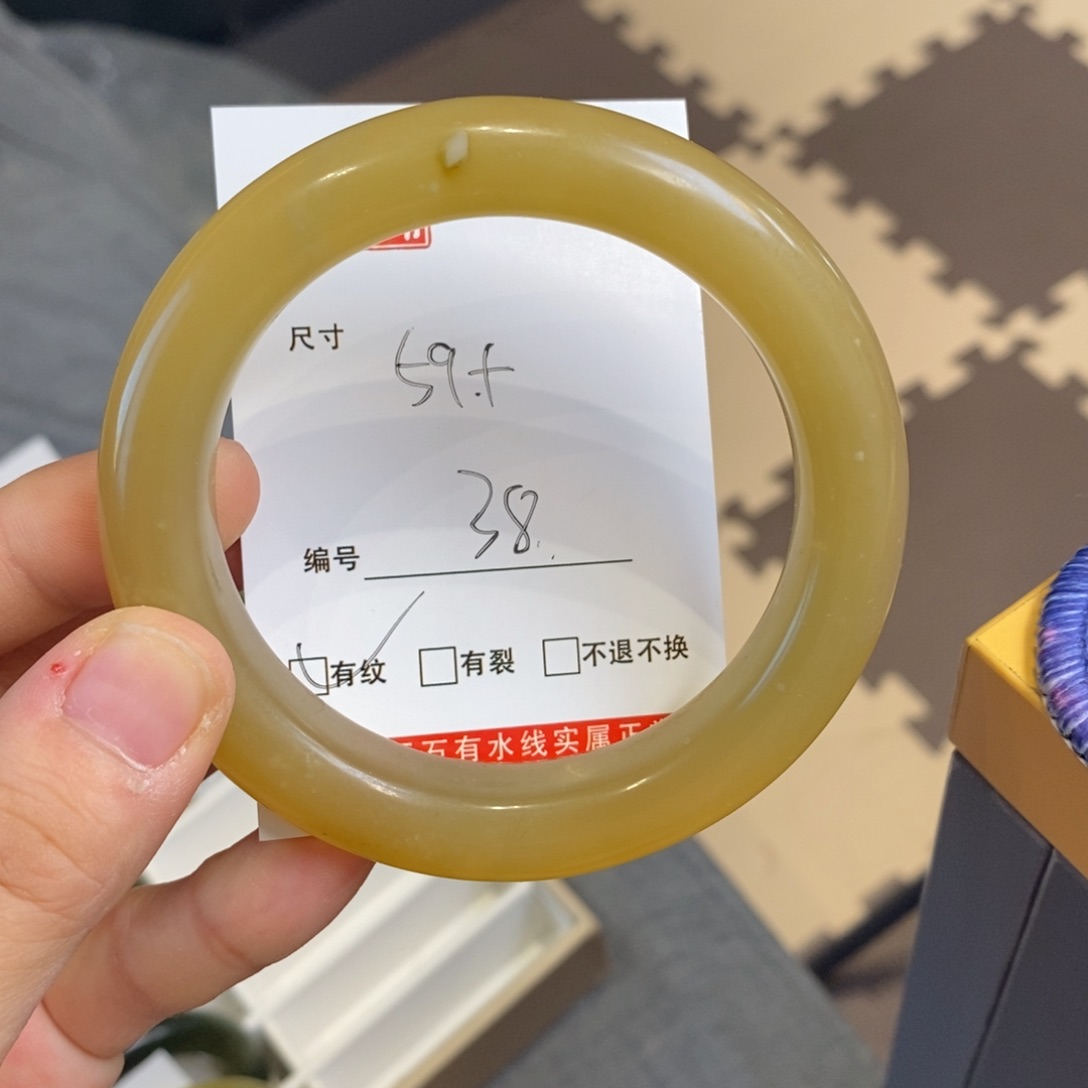 尺寸 59.+
编号 38.
有纹 有裂 不退不换
石有水线实属正